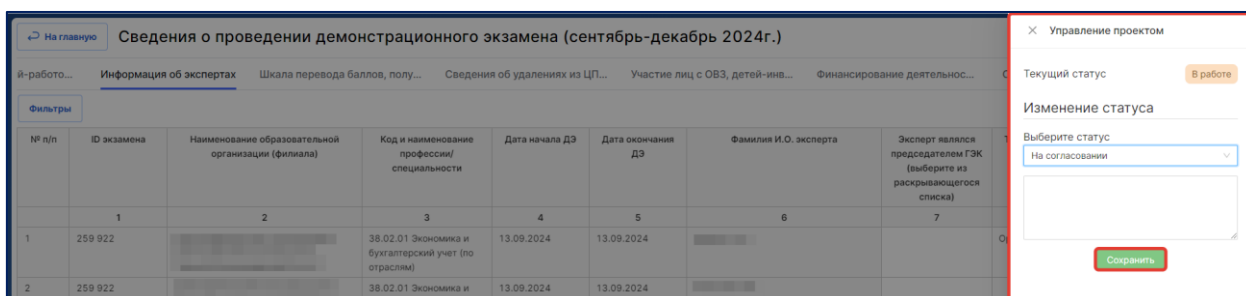 На главную
Сведения о проведении демонстрационного экзамена (сентябрь-декабрь 2024г.)
й-работо...
Информация об экспертах
Шкала перевода баллов, полу...
Сведения об удалениях из ЦП...
Участие лиц с ОВЗ, детей-инв...
Финансирование деятельнос...
Фильтры
№ п/п
ID экзамена
Наименование образовательной
организации (филиала)
Код и наименование
профессии/
специальности
Дата начала ДЭ
Дата окончания
ДЭ
Фамилия И.О. эксперта
Эксперт являлся
председателем ГЭК
(выберите из
раскрывающегося
списка)
1
2
3
4
5
6
7
1
259 922
38.02.01 Экономика и
бухгалтерский учет (по
отраслям)
13.09.2024
13.09.2024
2
259 922
38.02.01 Экономика и
13.09.2024
13.09.2024
Управление проектом
Текущий статус
В работе
Изменение статуса
Выберите статус
На согласовании
Сохранить